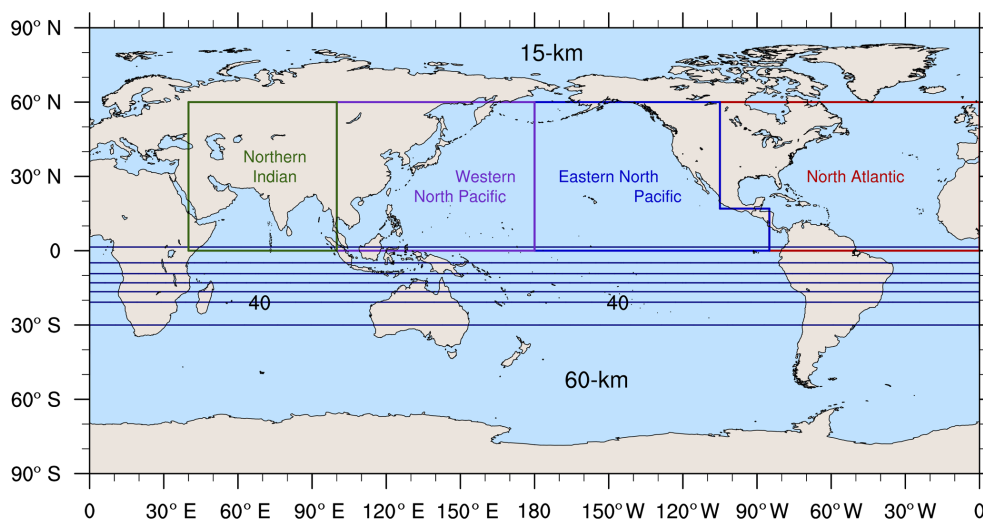 90° N
15-km
60° N
Northern
Indian
Western
North Pacific
Eastern North
Pacific
North Atlantic
30° N
0
40
40
30° S
60-km
60° S
90° S
0 30° E 60° E 90° E 120° E 150° E 180 150° W 120° W 90° W 60° W 30° W 0